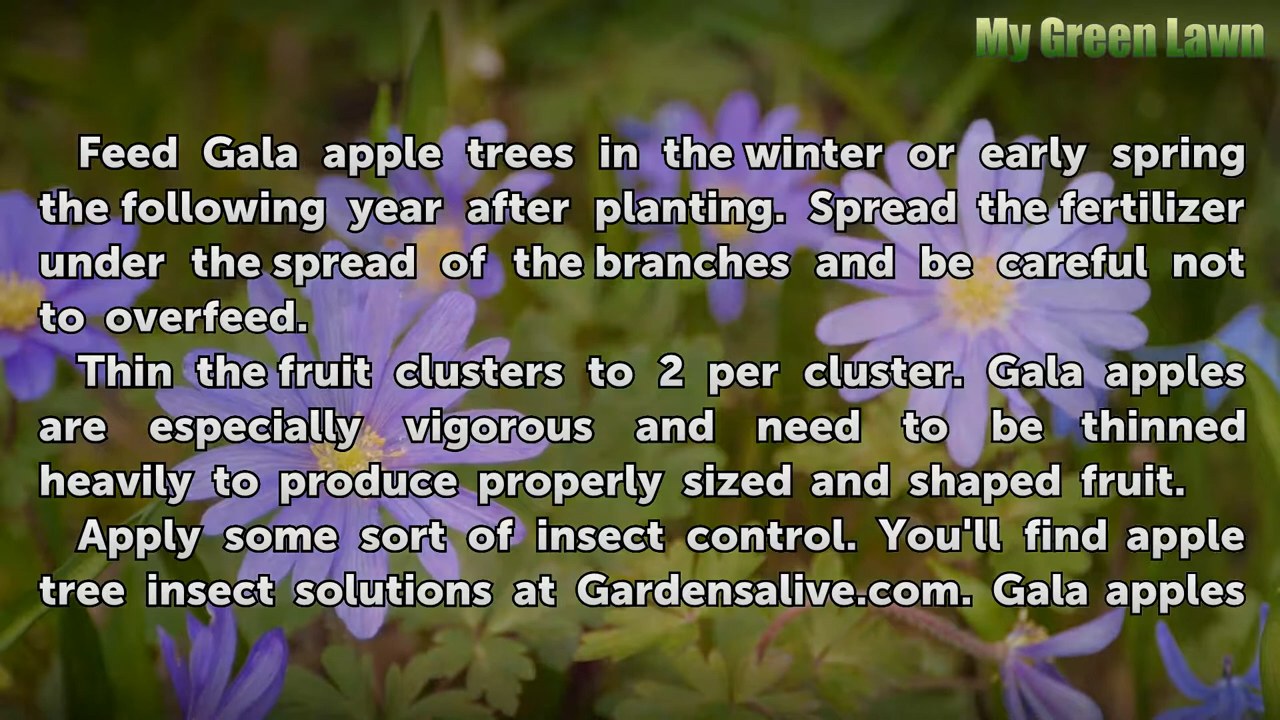 My Green Lawn
Feed Gala apple trees in the winter or early spring
the following year after planting. Spread the fertilizer
under the spread of the branches and be careful not
to overfeed.
Thin the fruit clusters to 2 per cluster. Gala apples
are especially vigorous and need to be thinned
heavily to produce properly sized and shaped fruit.
Apply some sort of insect control. You'll find apple
tree insect solutions at Gardensalive.com. Gala apples